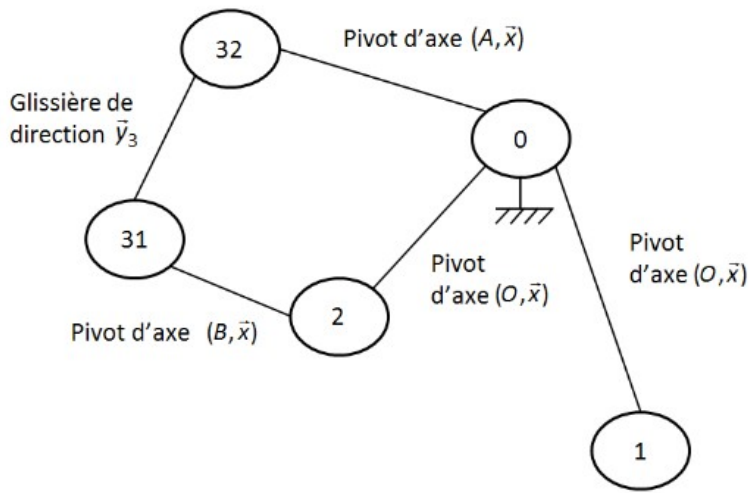 32
Pivot d'axe (A, x⃗)
Glissière de
direction y⃗₃
0
31
Pivot
d'axe (O, x⃗)
Pivot
d'axe (O, x⃗)
2
Pivot d'axe (B, x⃗)
1